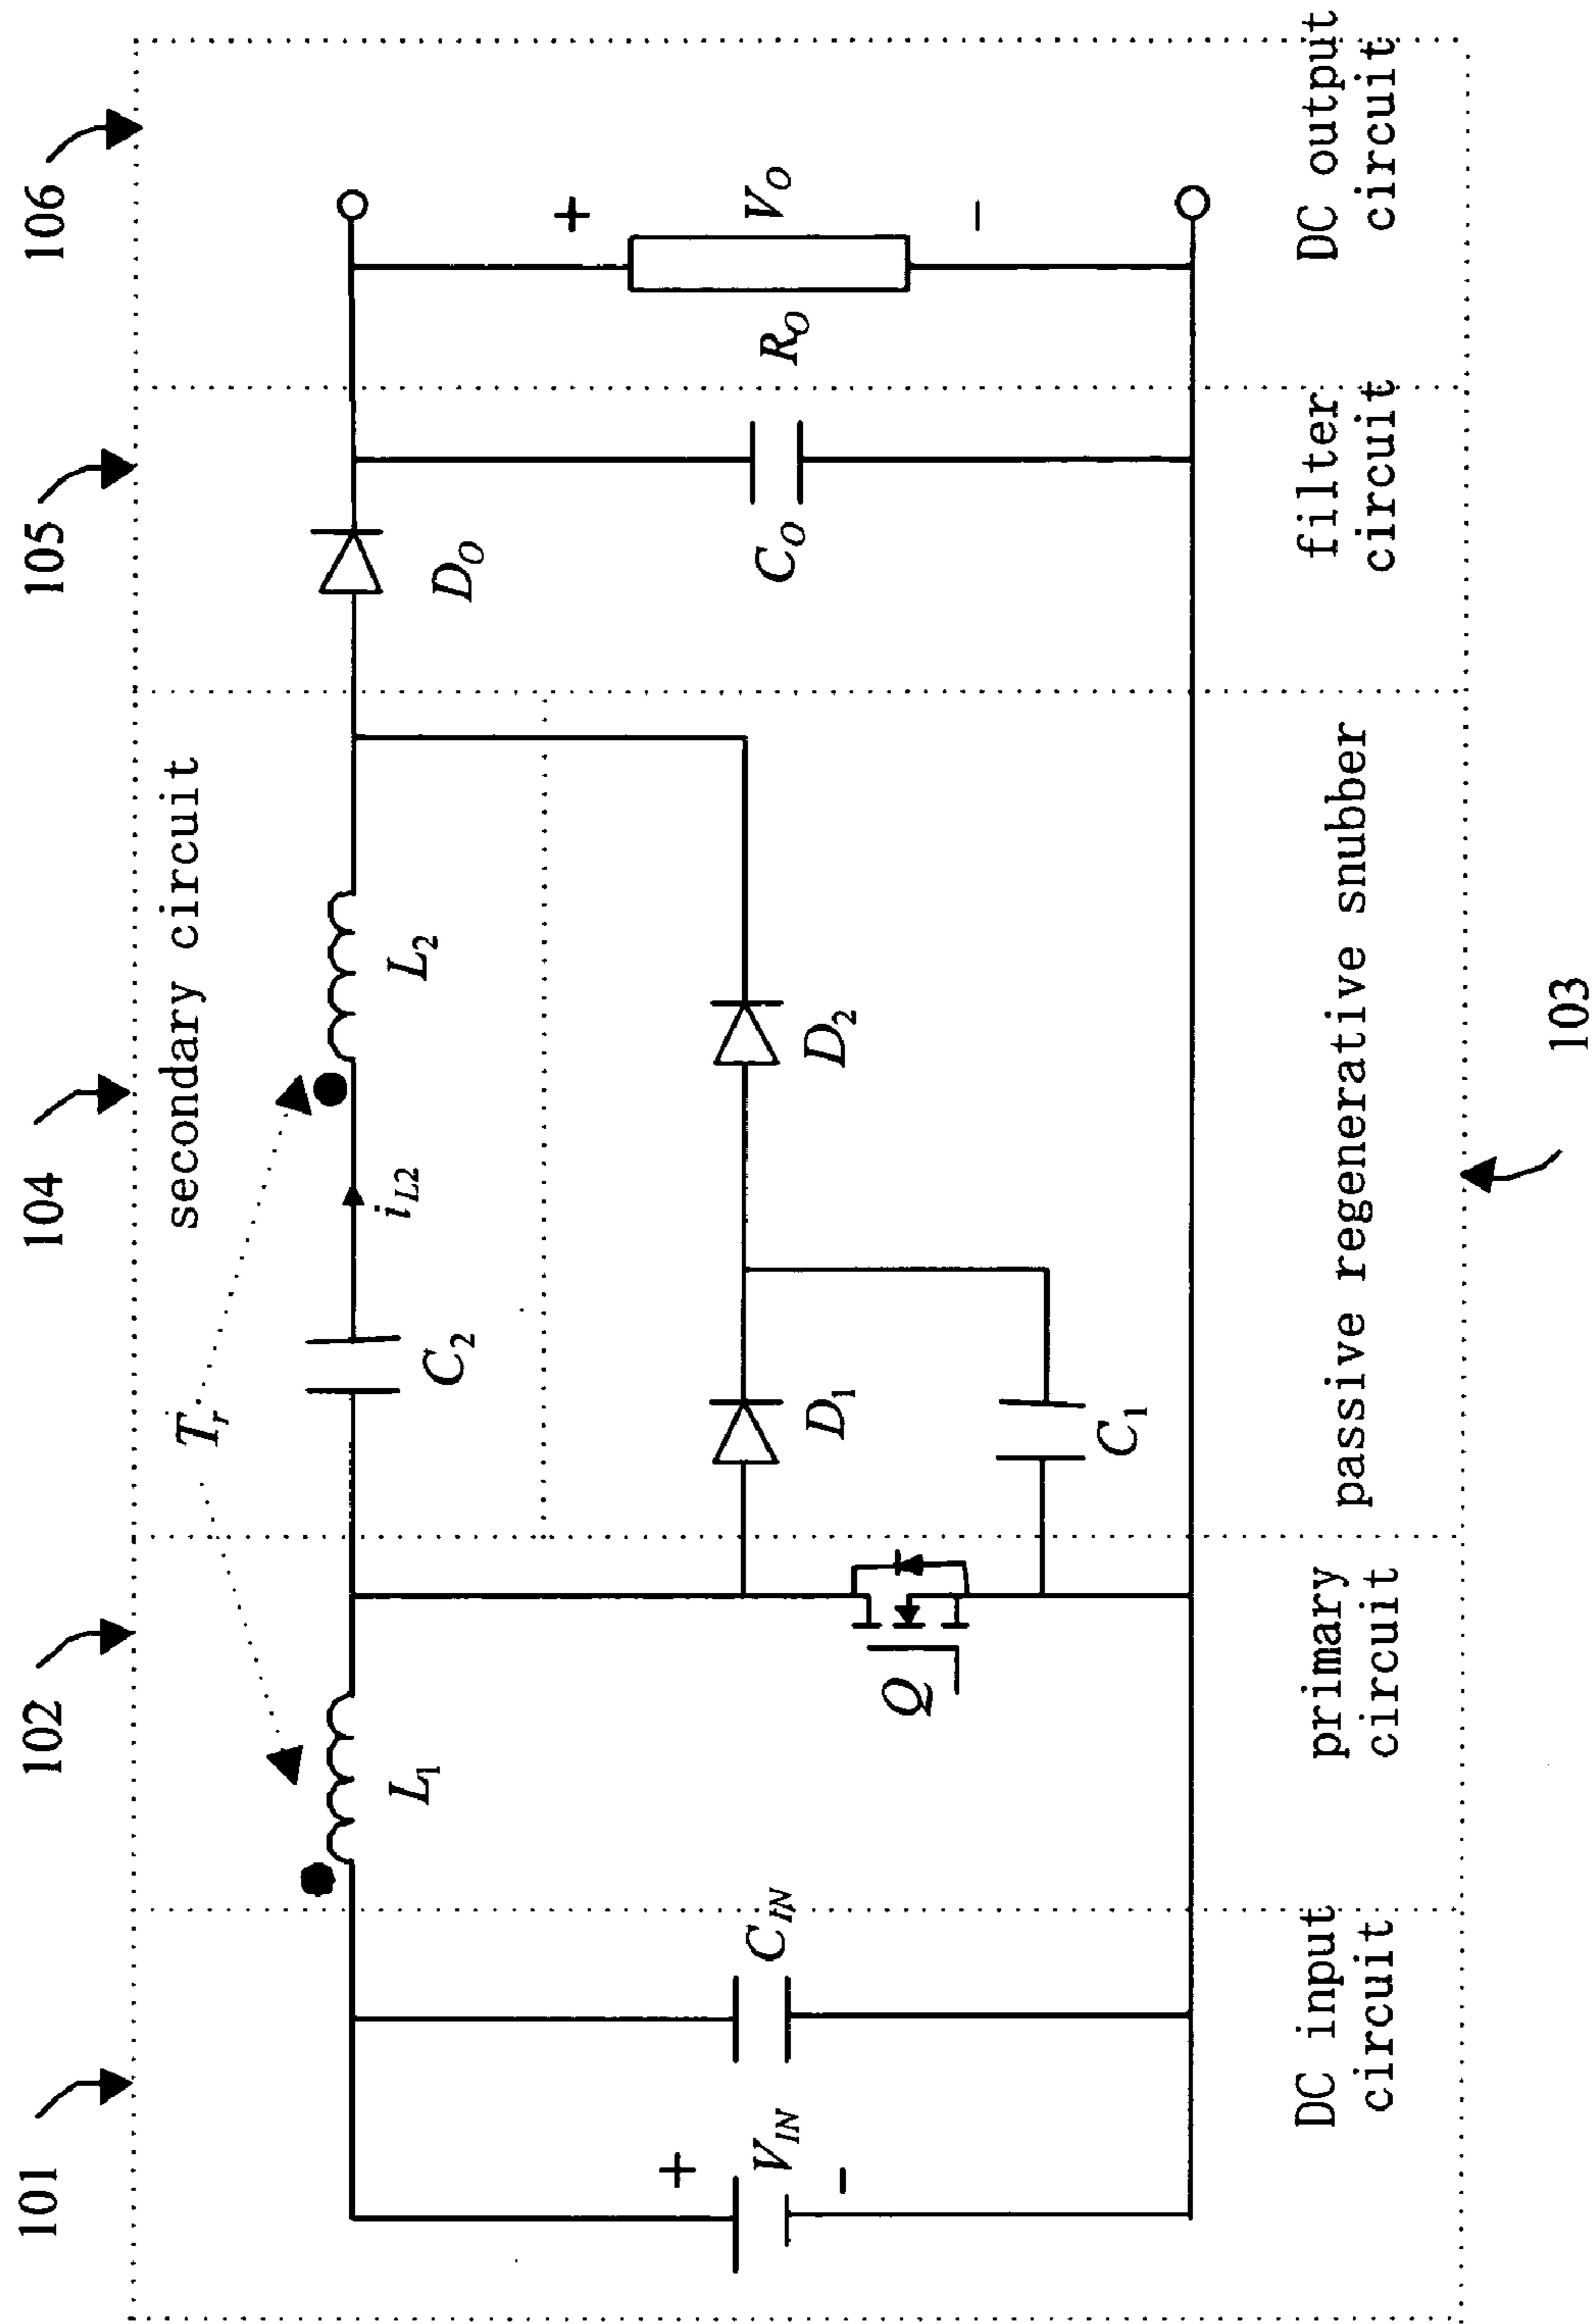 101
102
104
105
106
T_r
secondary circuit
L_1
C_2
i_L2
L_2
D_O
+
V_IN
-
C_IN
Q
D_1
C_1
D_2
C_O
R_O
+
V_O
-
DC input
circuit
primary
circuit
passive regenerative snubber
filter
circuit
DC output
circuit
103